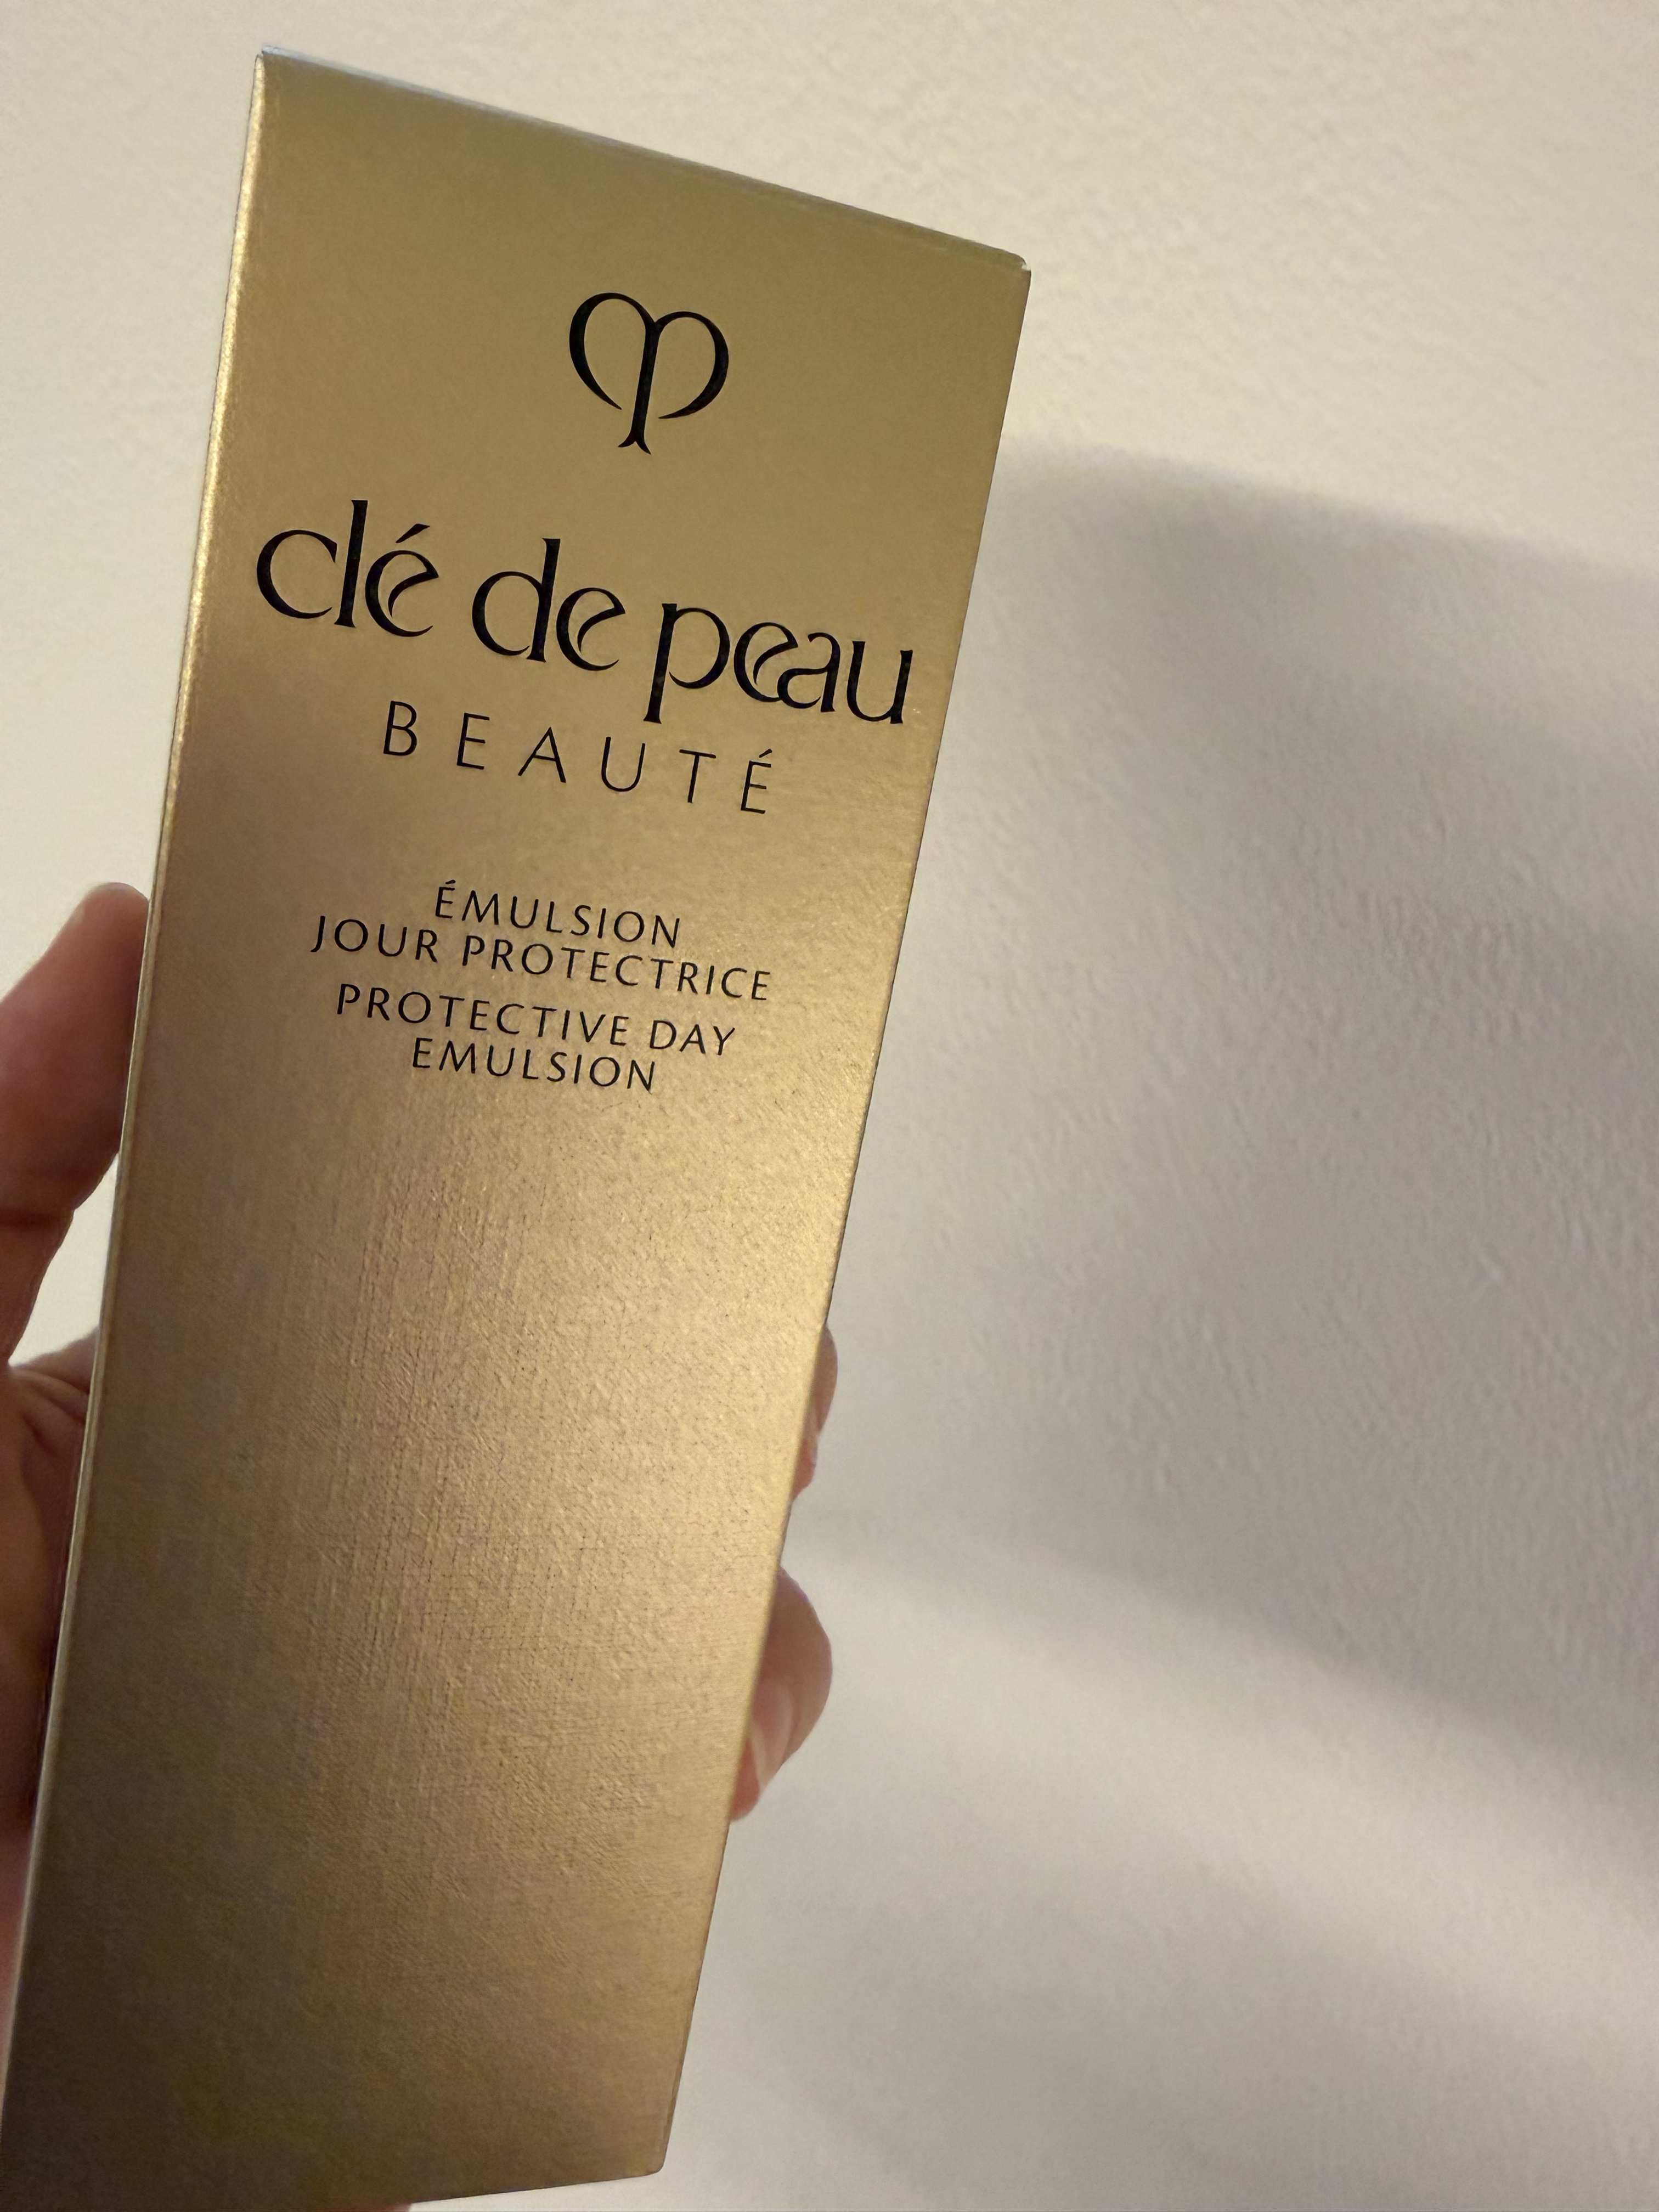 clé de peau
BEAUTÉ
ÉMULSION
JOUR PROTECTRICE
PROTECTIVE DAY
EMULSION